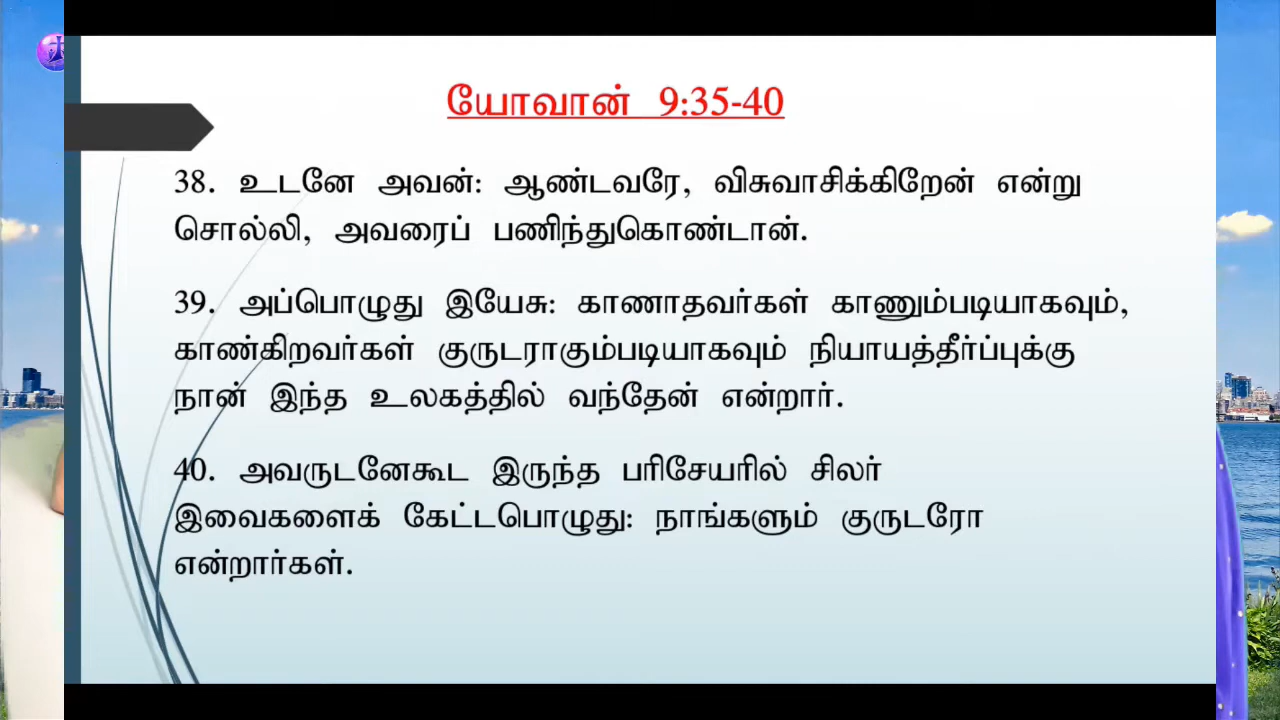 யோவான் 9:35-40
38. உடனே அவன்: ஆண்டவரே, விசுவாசிக்கிறேன் என்று
சொல்லி, அவரைப் பணிந்துகொண்டான்.
39. அப்பொழுது இயேசு: காணாதவர்கள் காணும்படியாகவும்,
காண்கிறவர்கள் குருடராகும்படியாகவும் நியாயத்தீர்ப்புக்கு
நான் இந்த உலகத்தில் வந்தேன் என்றார்.
40. அவருடனேகூட இருந்த பரிசேயரில் சிலர்
இவைகளைக் கேட்டபொழுது: நாங்களும் குருடரோ
என்றார்கள்.